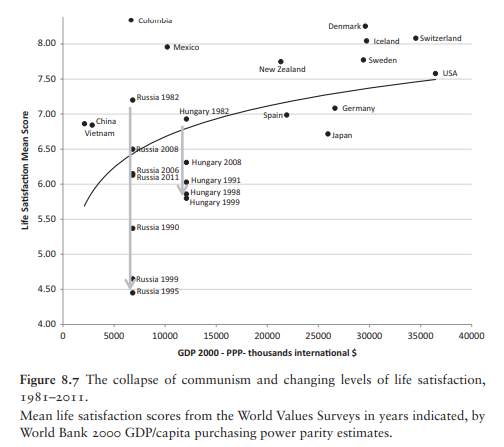 Colombia
Denmark
8.00
Mexico
Iceland
Switzerland
New Zealand
Sweden
7.50
USA
Russia 1982
Hungary 1982
Germany
7.00
China
Spain
Vietnam
Japan
6.50
Russia 2008
Hungary 2008
Russia 2006
Russia 2011
Hungary 1991
6.00
Hungary 1998
Hungary 1999
5.50
Russia 1990
5.00
Russia 1999
4.50
Russia 1995
4.00
Life Satisfaction Mean Score
0 5000 10000 15000 20000 25000 30000 35000 40000
GDP 2000 - PPP- thousands international $
Figure 8.7 The collapse of communism and changing levels of life satisfaction,
1981–2011.
Mean life satisfaction scores from the World Values Surveys in years indicated, by
World Bank 2000 GDP/capita purchasing power parity estimates.